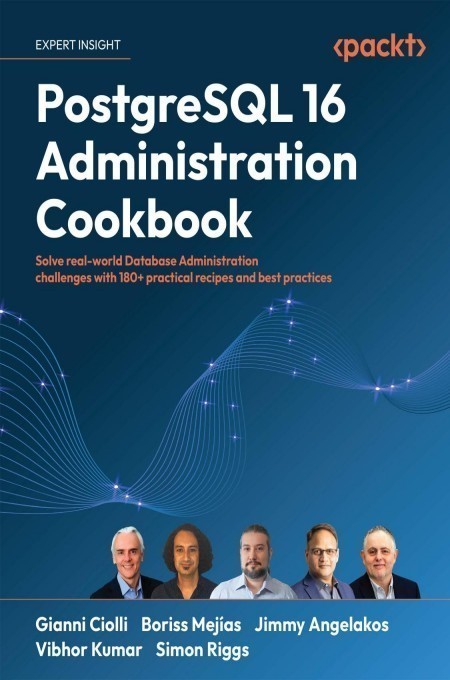 EXPERT INSIGHT
<packt>
PostgreSQL 16
Administration
Cookbook
Solve real-world Database Administration
challenges with 180+ practical recipes and best practices
Gianni Ciolli Boriss Mejías Jimmy Angelakos
Vibhor Kumar Simon Riggs